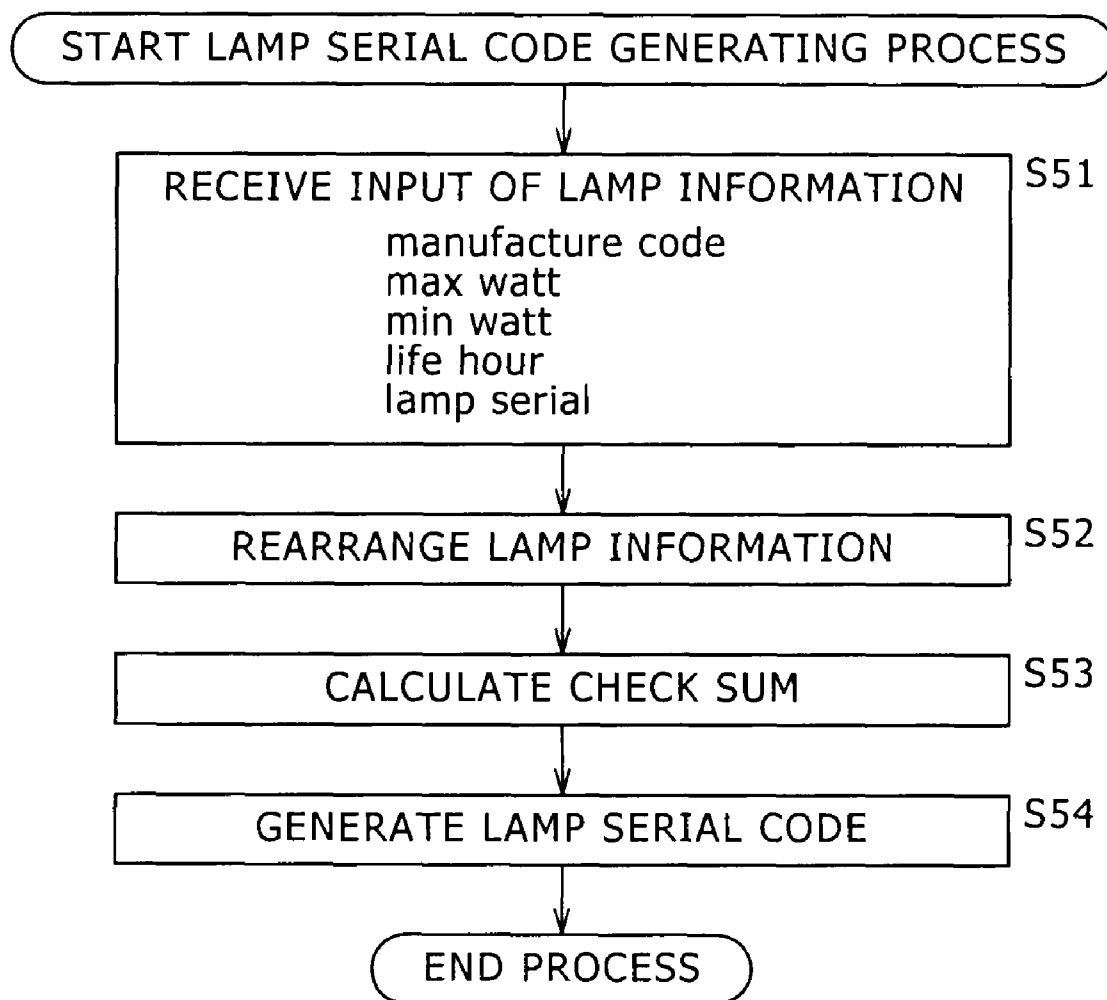 START LAMP SERIAL CODE GENERATING PROCESS
RECEIVE INPUT OF LAMP INFORMATION S51
manufacture code
max watt
min watt
life hour
lamp serial
REARRANGE LAMP INFORMATION S52
CALCULATE CHECK SUM S53
GENERATE LAMP SERIAL CODE S54
END PROCESS